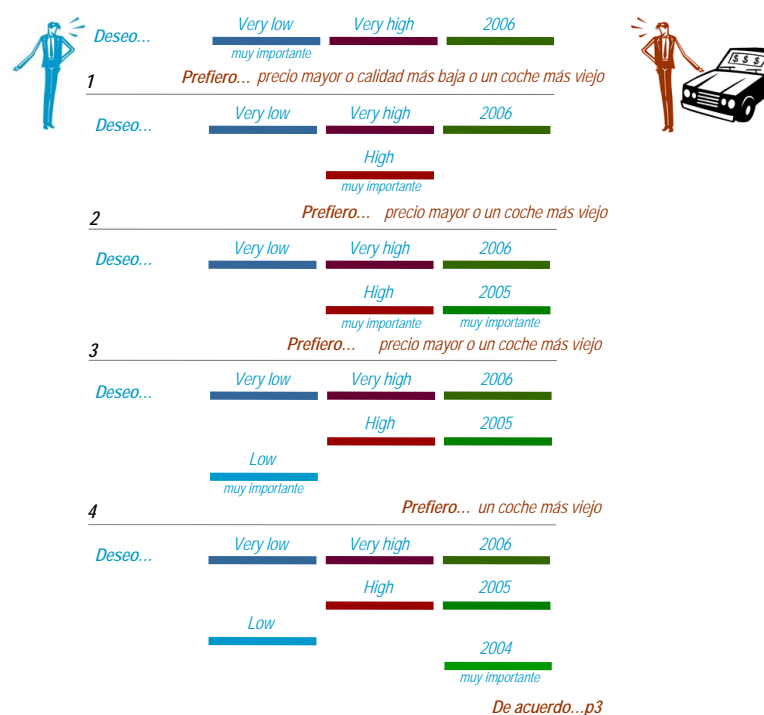 Deseo... Very low Very high 2006
$ $ $
muy importante
1 Prefiero... precio mayor o calidad más baja o un coche más viejo
Deseo... Very low Very high 2006
High
muy importante
2 Prefiero... precio mayor o un coche más viejo
Deseo... Very low Very high 2006
High 2005
muy importante muy importante
3 Prefiero... precio mayor o un coche más viejo
Deseo... Very low Very high 2006
High 2005
Low
muy importante
4 Prefiero... un coche más viejo
Deseo... Very low Very high 2006
High 2005
Low
2004
muy importante
De acuerdo...p3